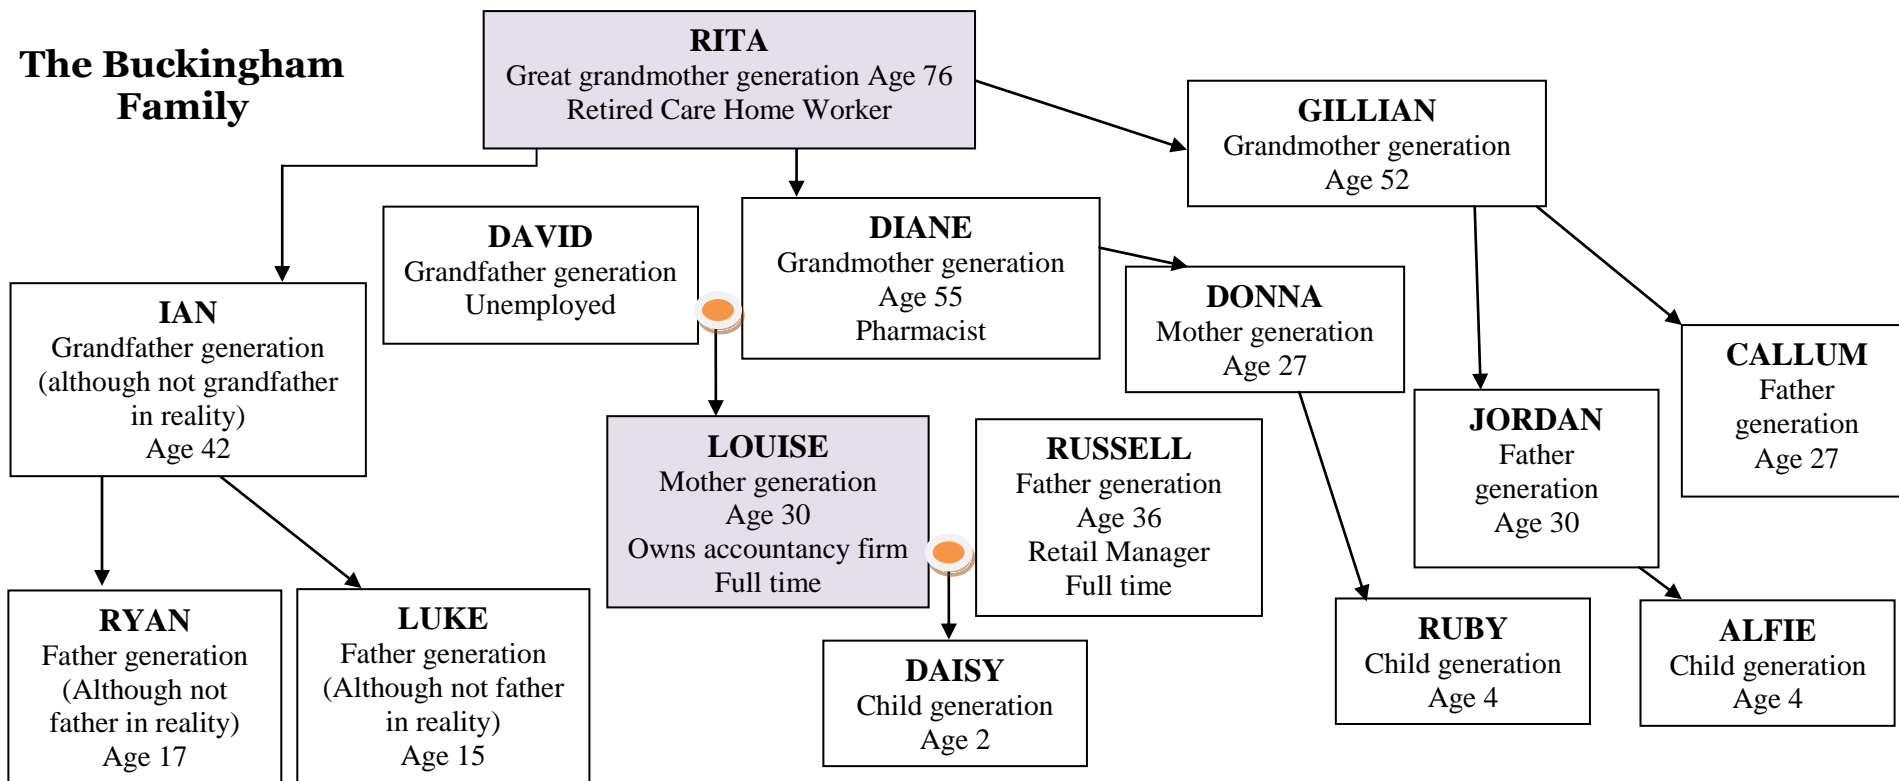 The Buckingham
Family
RITA
Great grandmother generation Age 76
Retired Care Home Worker
GILLIAN
Grandmother generation
Age 52
DAVID
Grandfather generation
Unemployed
DIANE
Grandmother generation
Age 55
Pharmacist
IAN
Grandfather generation
(although not grandfather
in reality)
Age 42
DONNA
Mother generation
Age 27
CALLUM
Father
generation
Age 27
JORDAN
Father
generation
Age 30
LOUISE
Mother generation
Age 30
Owns accountancy firm
Full time
RUSSELL
Father generation
Age 36
Retail Manager
Full time
RYAN
Father generation
(Although not
father in reality)
Age 17
LUKE
Father generation
(Although not father
in reality)
Age 15
DAISY
Child generation
Age 2
RUBY
Child generation
Age 4
ALFIE
Child generation
Age 4